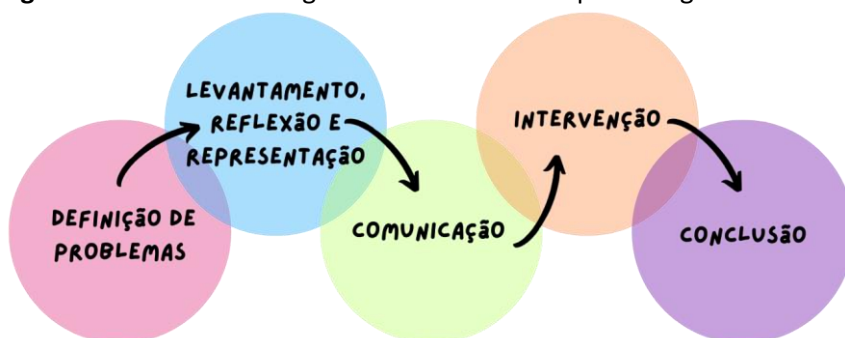 DEFINIÇÃO DE
PROBLEMAS
LEVANTAMENTO,
REFLEXÃO E
REPRESENTAÇÃO
COMUNICAÇÃO
INTERVENÇÃO
CONCLUSÃO